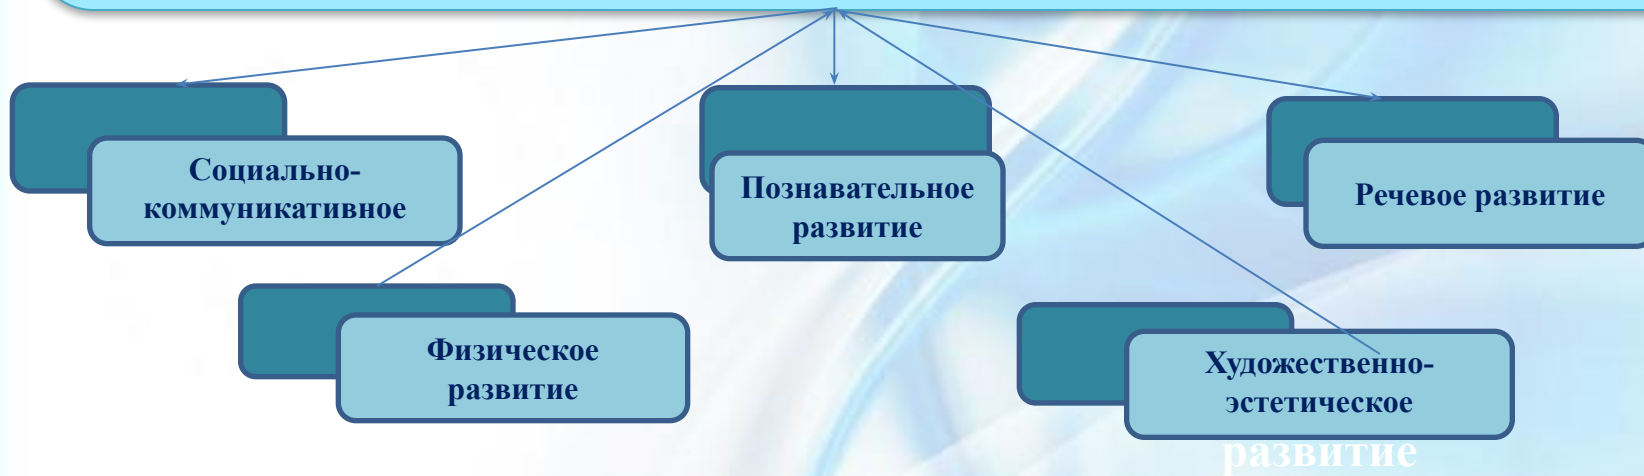 Социально-
коммуникативное
Познавательное
развитие
Речевое развитие
Физическое
развитие
Художественно-
эстетическое
развитие